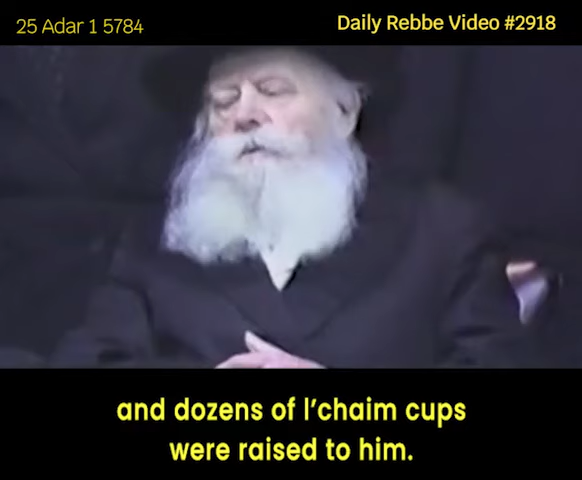 25 Adar 1 5784
Daily Rebbe Video #2918
and dozens of l'chaim cups
were raised to him.